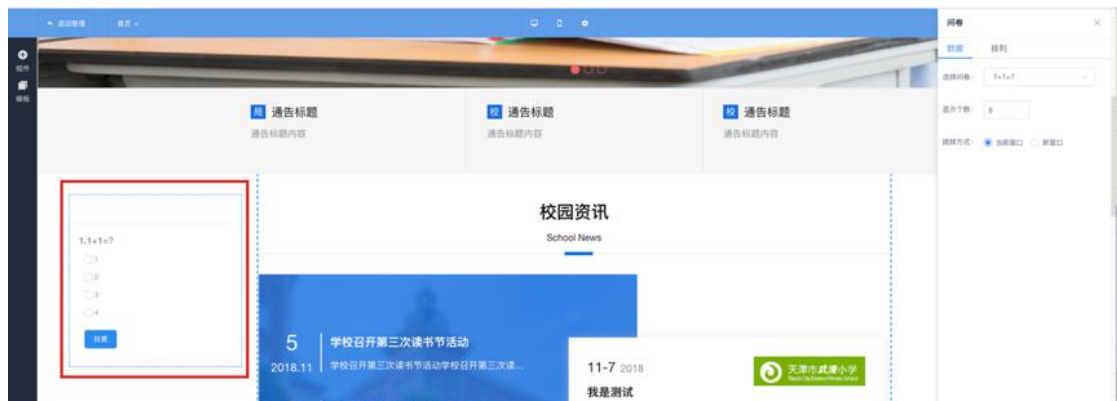 返回管理 首页
组件
模板
局 通告标题
通告标题内容
校 通告标题
通告标题内容
校 通告标题
通告标题内容
1.1+1=?
1
2
3
4
投票
校园资讯
School News
5
2018.11
学校召开第三次读书节活动
学校召开第三次读书节活动学校召开第三次读...
11-7 2018
我是测试
天津市武清小学
问卷
数据 排列
选择问卷: 1+1=?
显示个数:
跳转方式: 当前窗口 新窗口